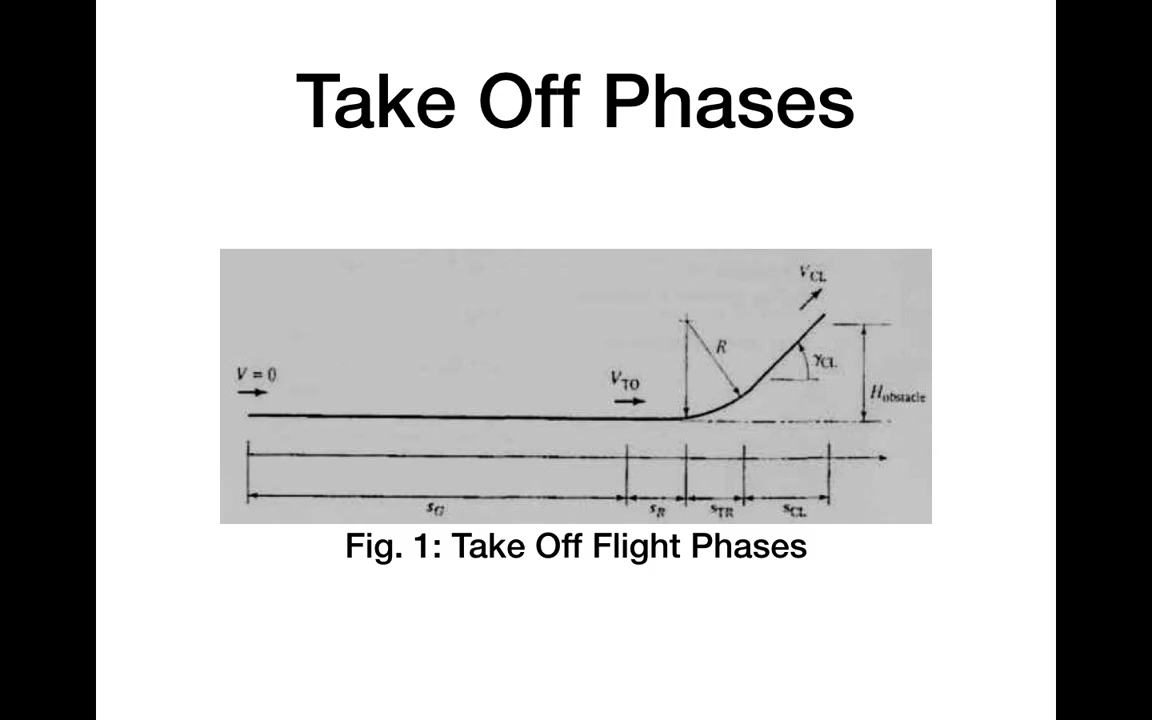 Take Off Phases
V_CL
R
V = 0
V_TO
γ_CL
H_obstacle
s_G
s_R
s_TR
s_CL
Fig. 1: Take Off Flight Phases